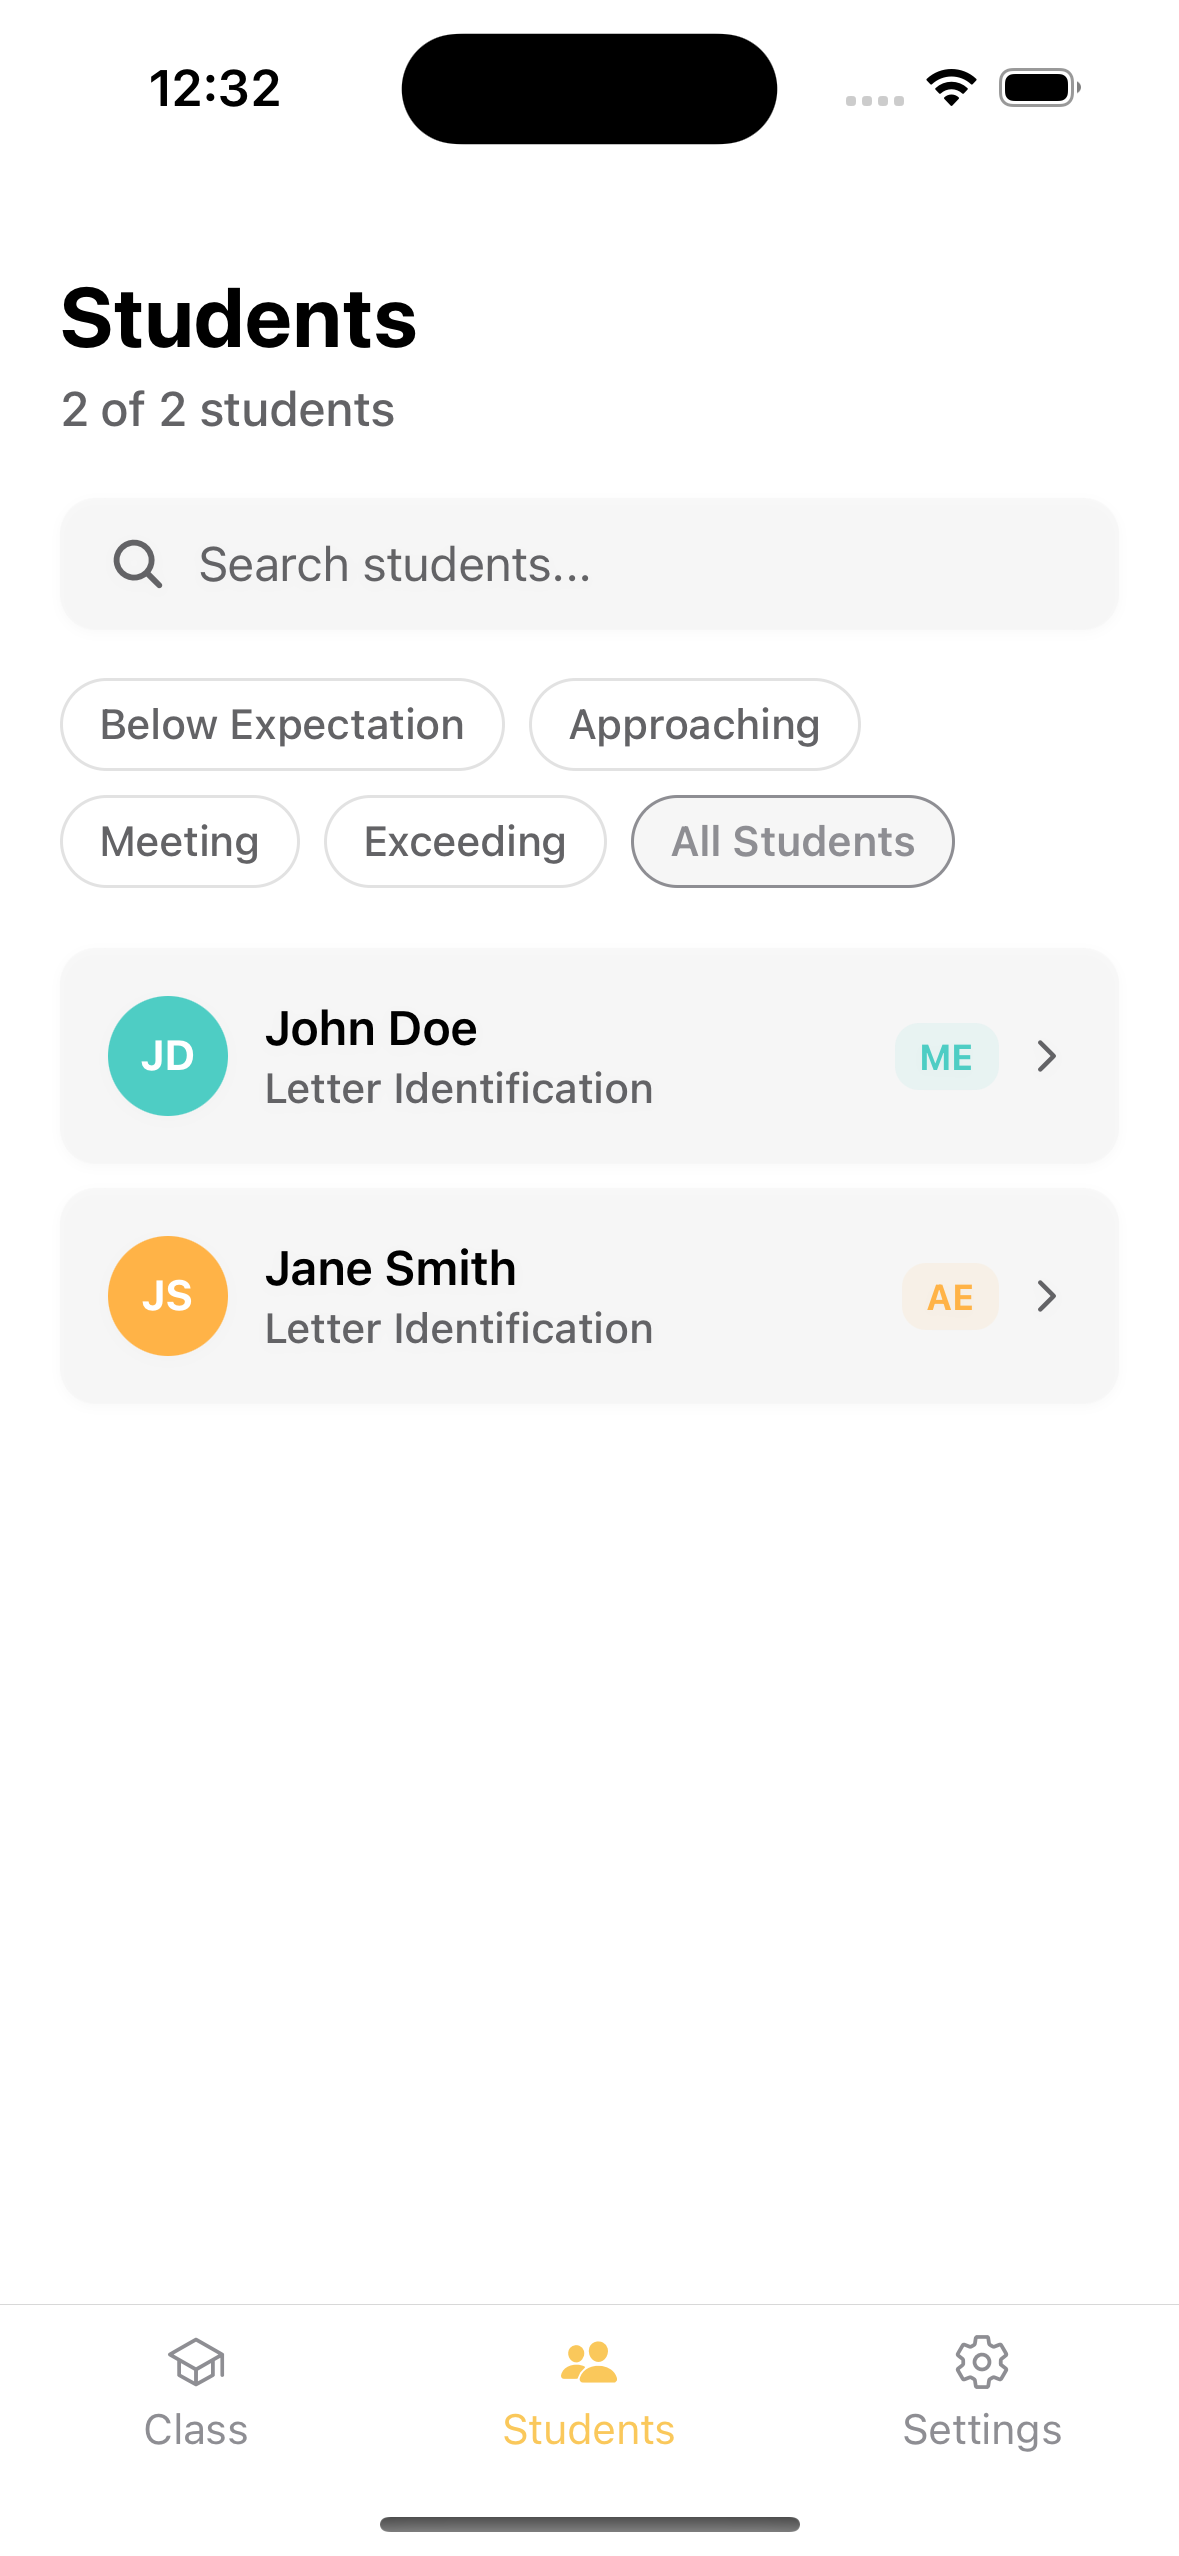 12:32
Students
2 of 2 students
Search students...
Below Expectation
Approaching
Meeting
Exceeding
All Students
JD
John Doe
Letter Identification
ME
JS
Jane Smith
Letter Identification
AE
Class
Students
Settings